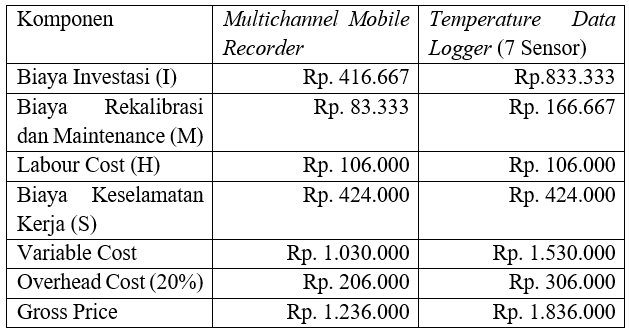 Komponen Multichannel Mobile Temperature Data
Recorder Logger (7 Sensor)
Biaya Investasi (I) Rp. 416.667 Rp.833.333
Biaya Rekalibrasi Rp. 83.333 Rp. 166.667
dan Maintenance (M)
Labour Cost (H) Rp. 106.000 Rp. 106.000
Biaya Keselamatan Rp. 424.000 Rp. 424.000
Kerja (S)
Variable Cost Rp. 1.030.000 Rp. 1.530.000
Overhead Cost (20%) Rp. 206.000 Rp. 306.000
Gross Price Rp. 1.236.000 Rp. 1.836.000